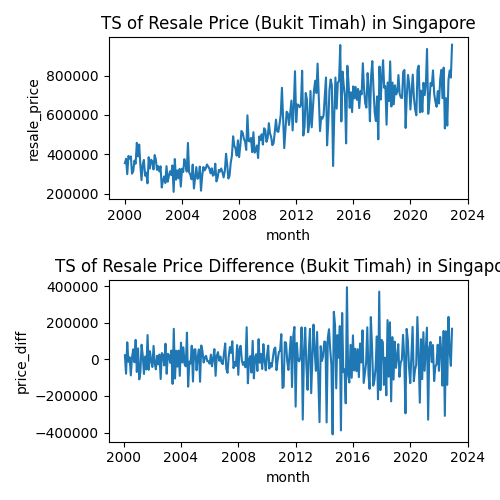 TS of Resale Price (Bukit Timah) in Singapore
800000
600000
400000
200000
resale_price
2000 2004 2008 2012 2016 2020 2024
month
TS of Resale Price Difference (Bukit Timah) in Singapo
400000
200000
0
−200000
−400000
price_diff
2000 2004 2008 2012 2016 2020 2024
month